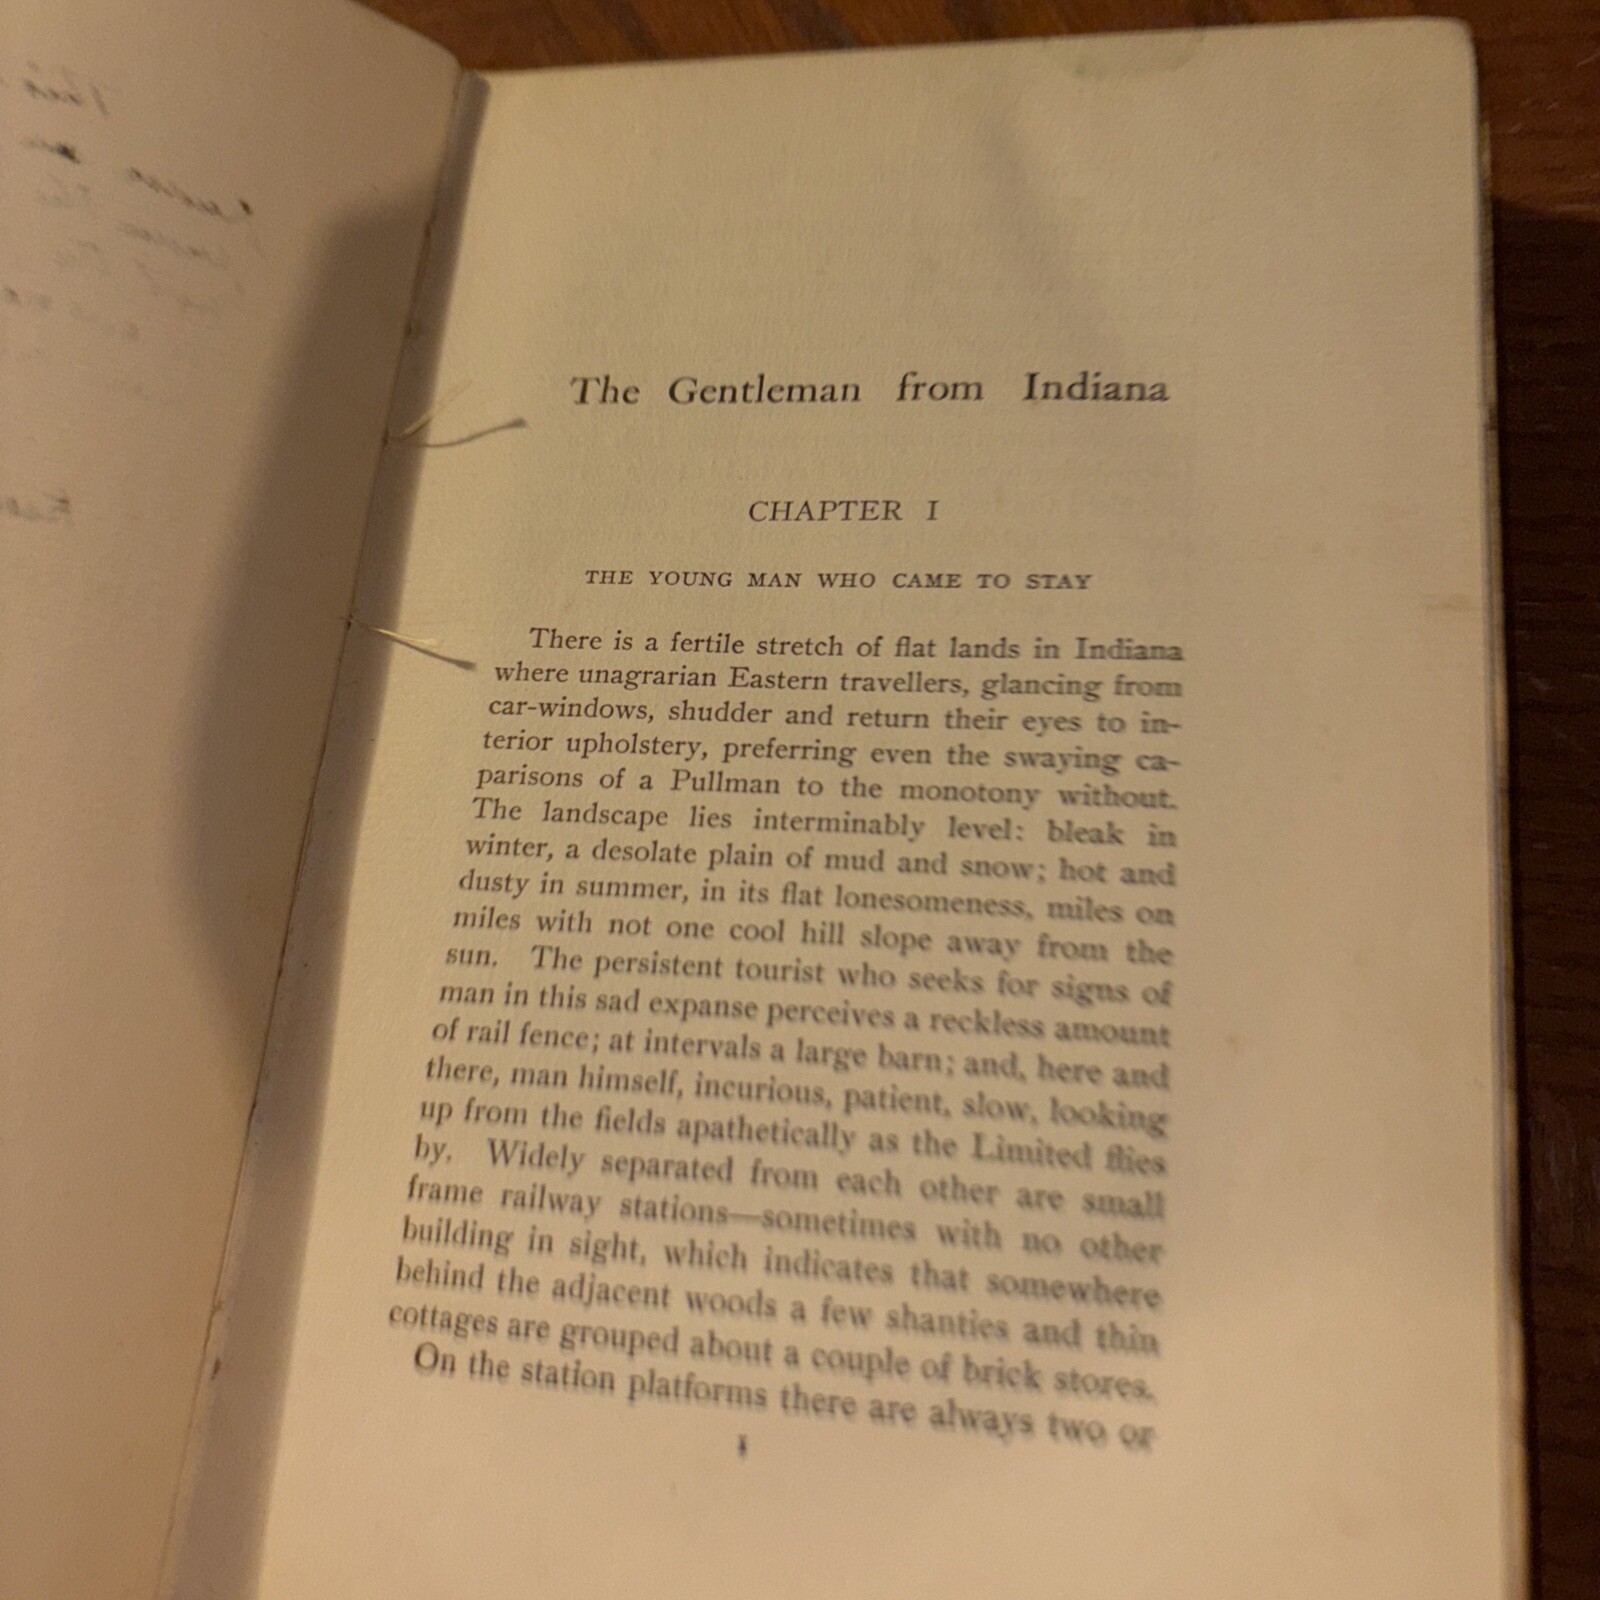 The Gentleman from Indiana
CHAPTER I
THE YOUNG MAN WHO CAME TO STAY
There is a fertile stretch of flat lands in Indiana
where unagrarian Eastern travellers, glancing from
car-windows, shudder and return their eyes to in-
terior upholstery, preferring even the swaying ca-
parisons of a Pullman to the monotony without.
The landscape lies interminably level: bleak in
winter, a desolate plain of mud and snow; hot and
dusty in summer, in its flat lonesomeness, miles on
miles with not one cool hill slope away from the
sun. The persistent tourist who seeks for signs of
man in this sad expanse perceives a reckless amount
of rail fence; at intervals a large barn; and, here and
there, man himself, incurious, patient, slow, looking
up from the fields apathetically as the Limited flies
by. Widely separated from each other are small
frame railway stations—sometimes with no other
building in sight, which indicates that somewhere
behind the adjacent woods a few shanties and thin
cottages are grouped about a couple of brick stores.
On the station platforms there are always two or
1